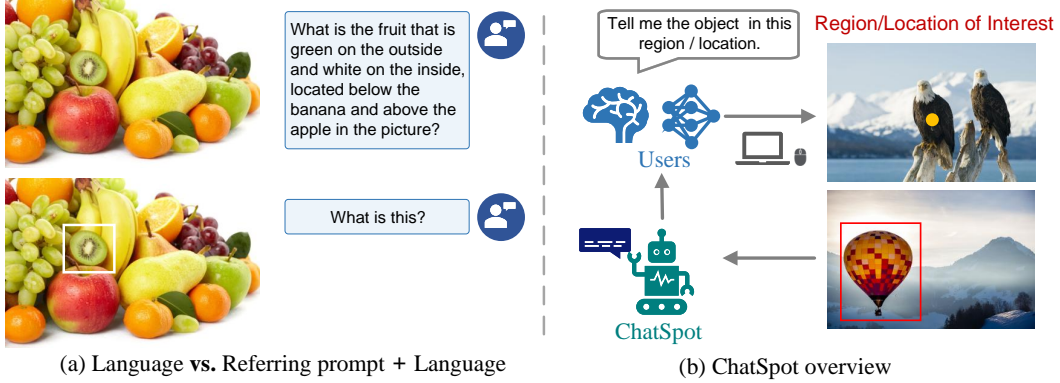 What is the fruit that is
green on the outside
and white on the inside,
located below the
banana and above the
apple in the picture?
What is this?
(a) Language vs. Referring prompt + Language
Tell me the object in this
region / location.
Region/Location of Interest
Users
ChatSpot
(b) ChatSpot overview